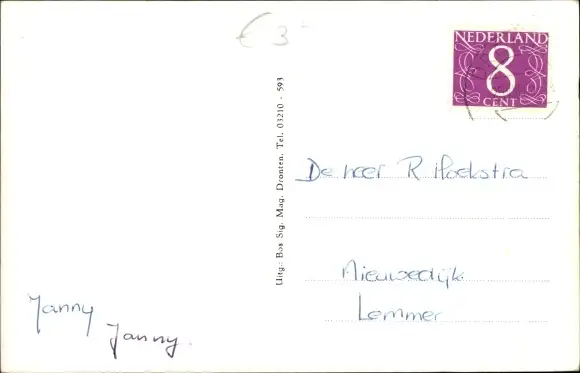 € 3-
NEDERLAND
8
CENT
Uitg.: Bos Sig. Mag. Dronten. Tel. 03210 - 593
De heer R Hoekstra
Nieuwedijk
Lemmer
Janny
Janny.